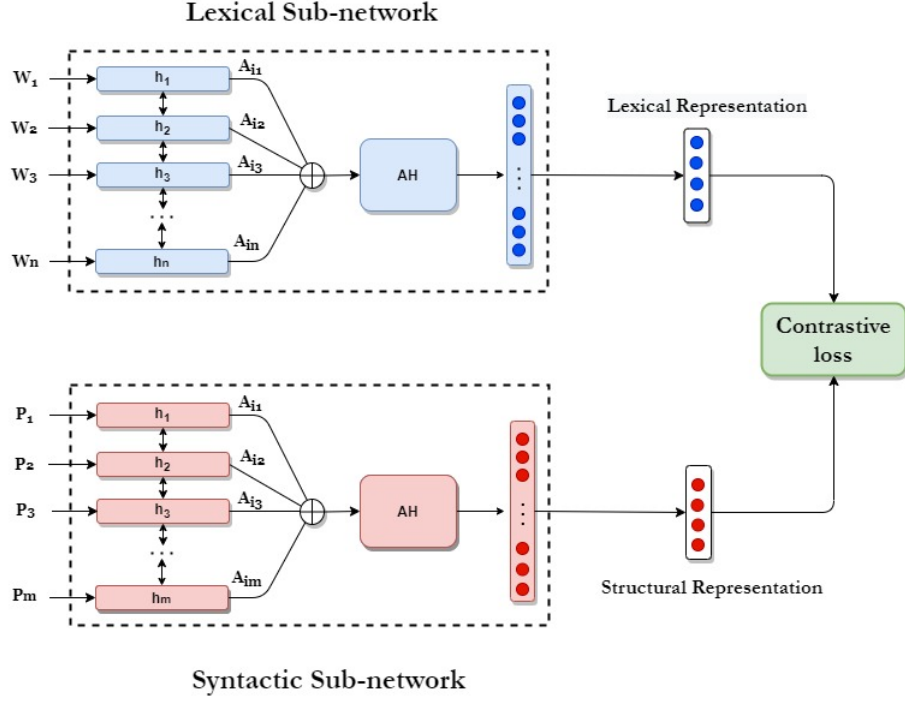 Lexical Sub-network
W₁
h₁
Aᵢ₁
W₂
h₂
Aᵢ₂
W₃
h₃
Aᵢ₃
...
Wn
hₙ
Aᵢₙ
AH
Lexical Representation
Contrastive
loss
P₁
h₁
Aᵢ₁
P₂
h₂
Aᵢ₂
P₃
h₃
Aᵢ₃
...
Pm
hₘ
Aᵢₘ
AH
Structural Representation
Syntactic Sub-network